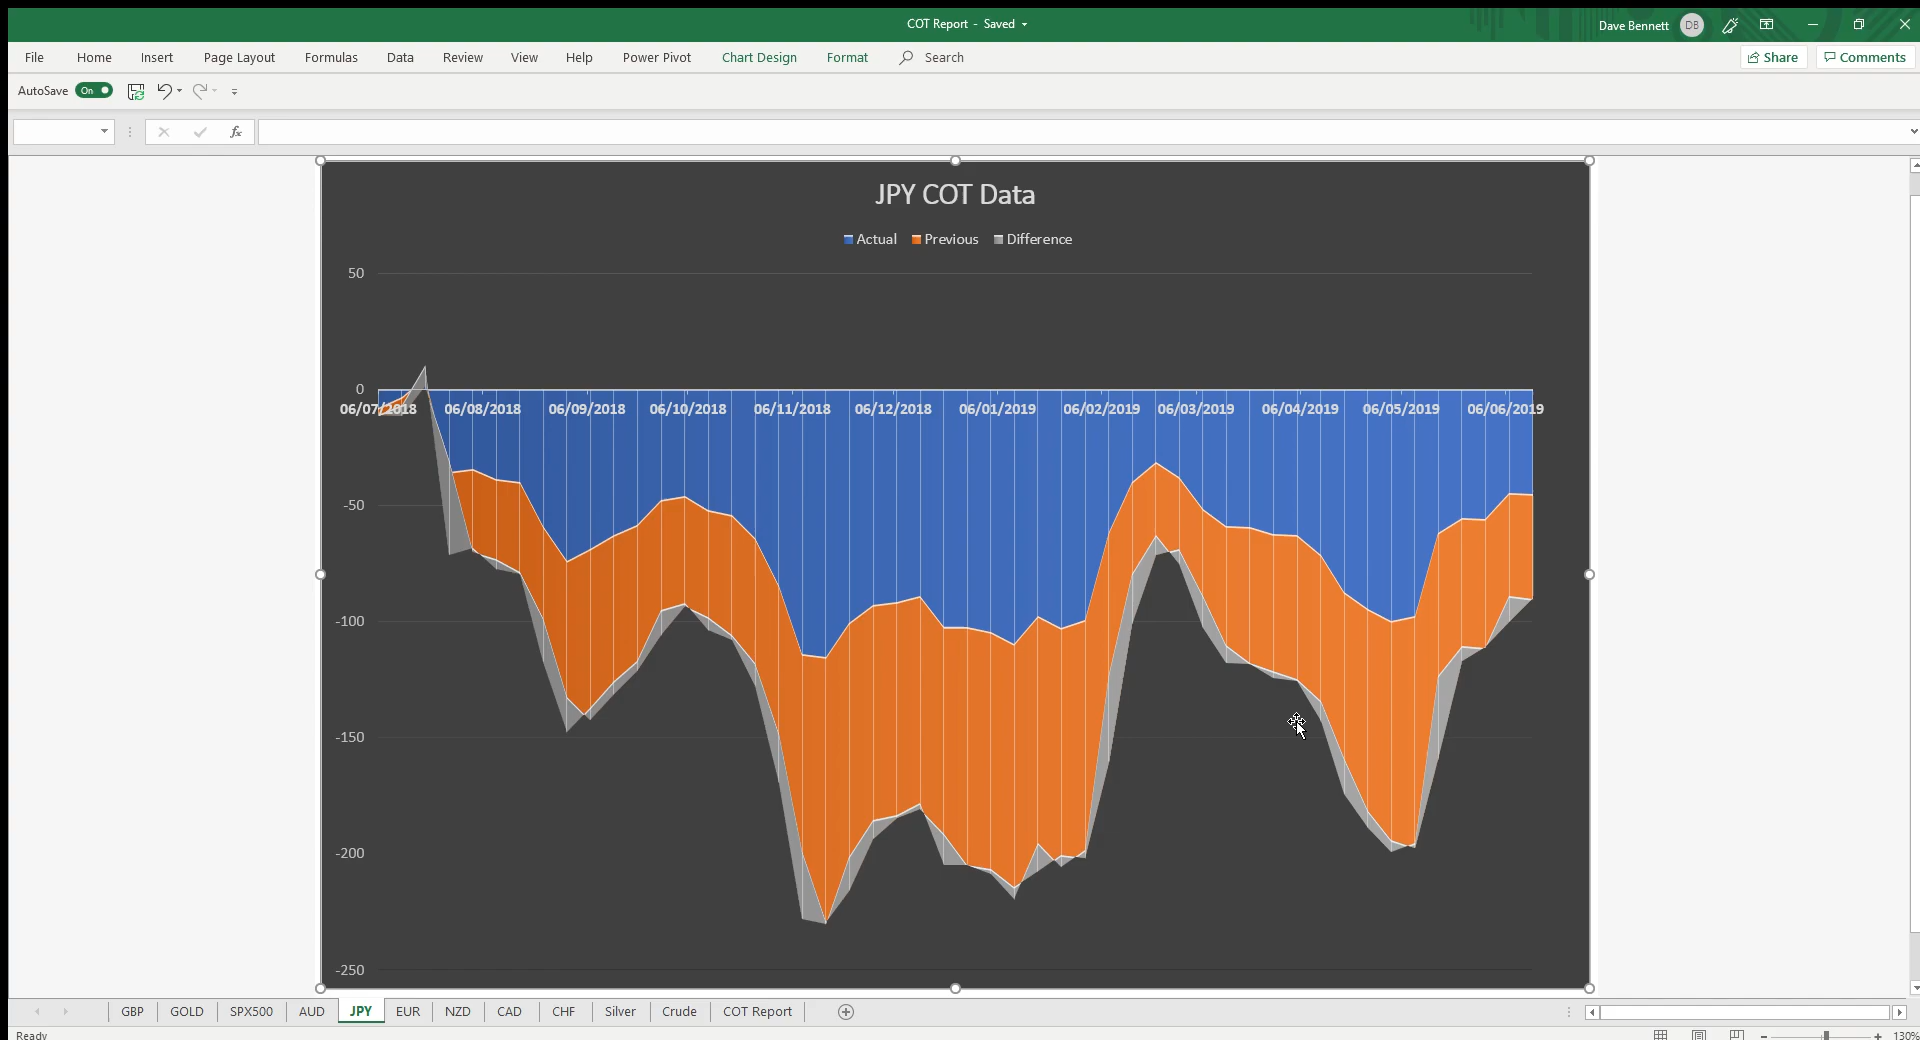 COT Report - Saved
Dave Bennett DB
File Home Insert Page Layout Formulas Data Review View Help Power Pivot Chart Design Format Search Share Comments
AutoSave On
fx
JPY COT Data
Actual Previous Difference
50
0
06/07/2018 06/08/2018 06/09/2018 06/10/2018 06/11/2018 06/12/2018 06/01/2019 06/02/2019 06/03/2019 06/04/2019 06/05/2019 06/06/2019
-50
-100
-150
-200
-250
GBP GOLD SPX500 AUD JPY EUR NZD CAD CHF Silver Crude COT Report
Ready 130%